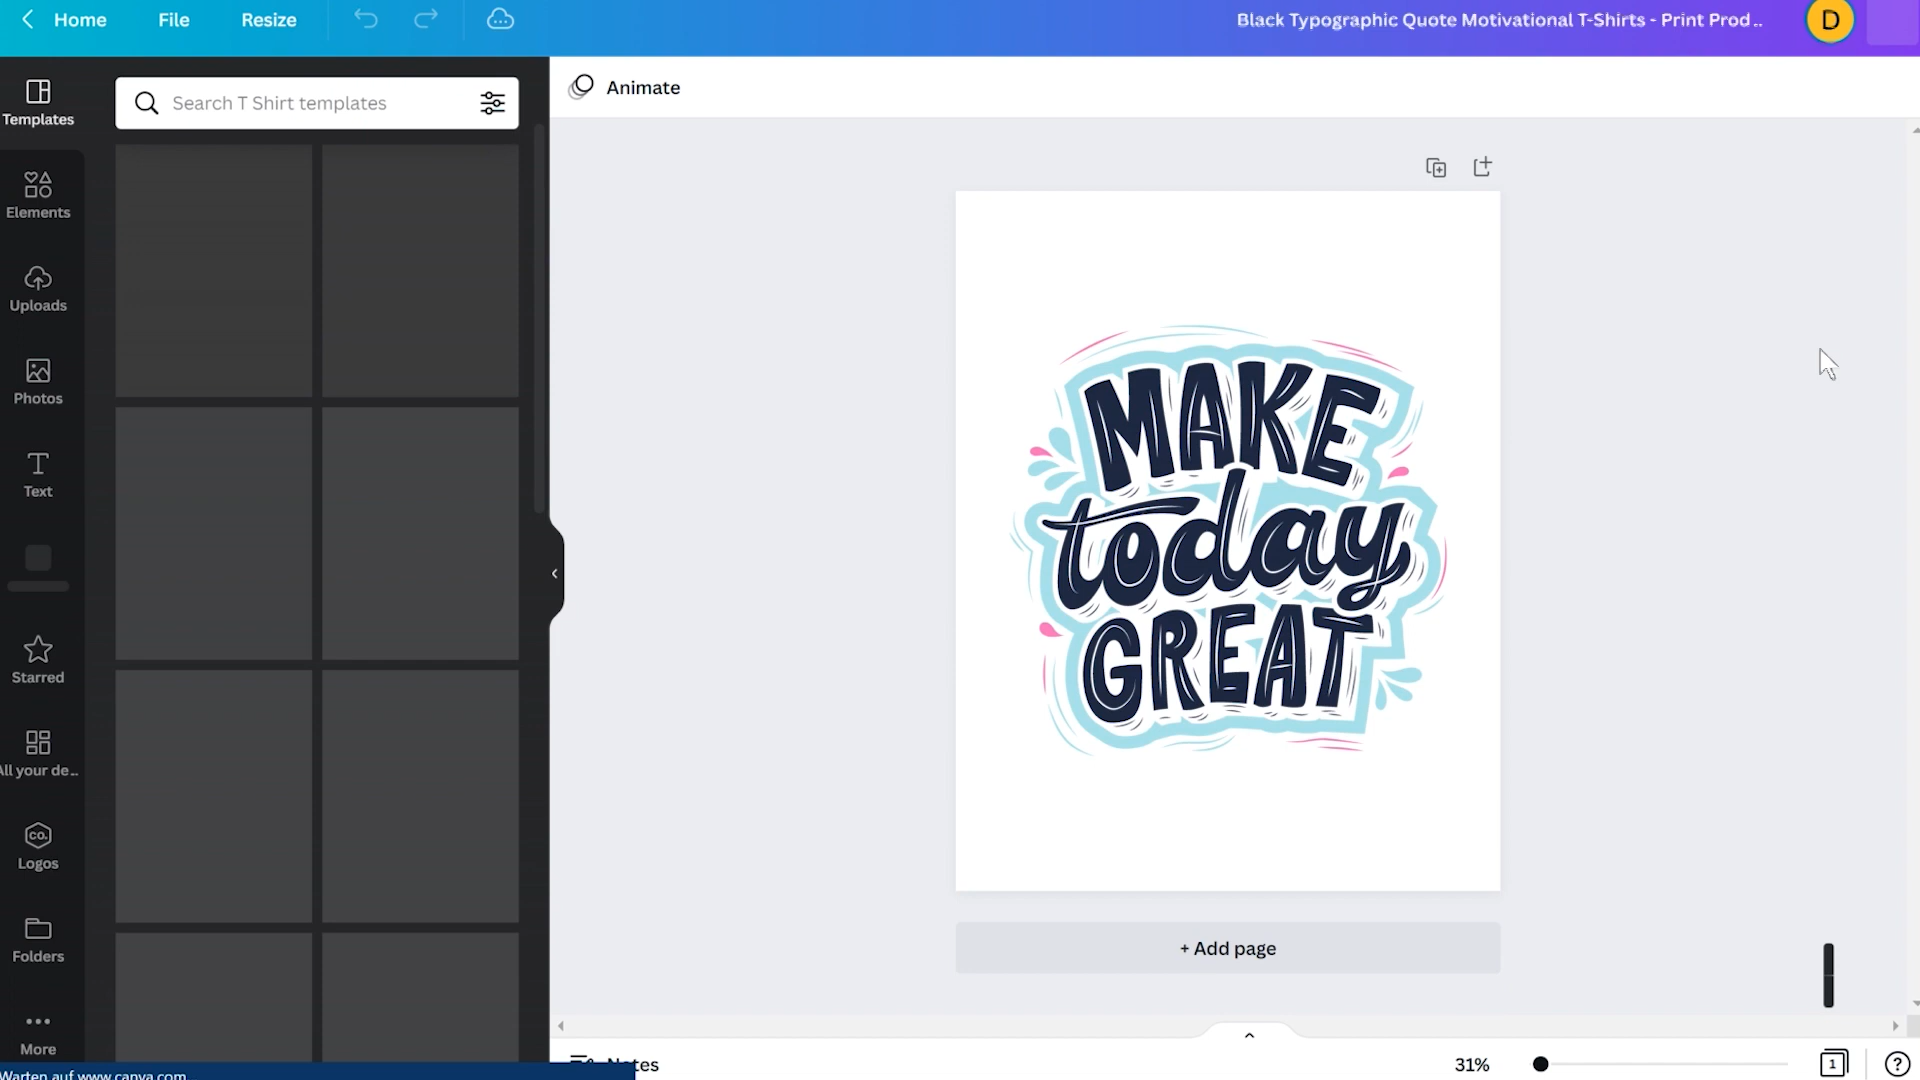 Home File Resize
Black Typographic Quote Motivational T-Shirts - Print Prod...
D
Templates
Search T Shirt templates
Animate
Elements
Uploads
Photos
Text
Starred
All your de...
CO.
Logos
Folders
More
MAKE
today
GREAT
+ Add page
Notes
31%
1
?
Warten auf www.canva.com